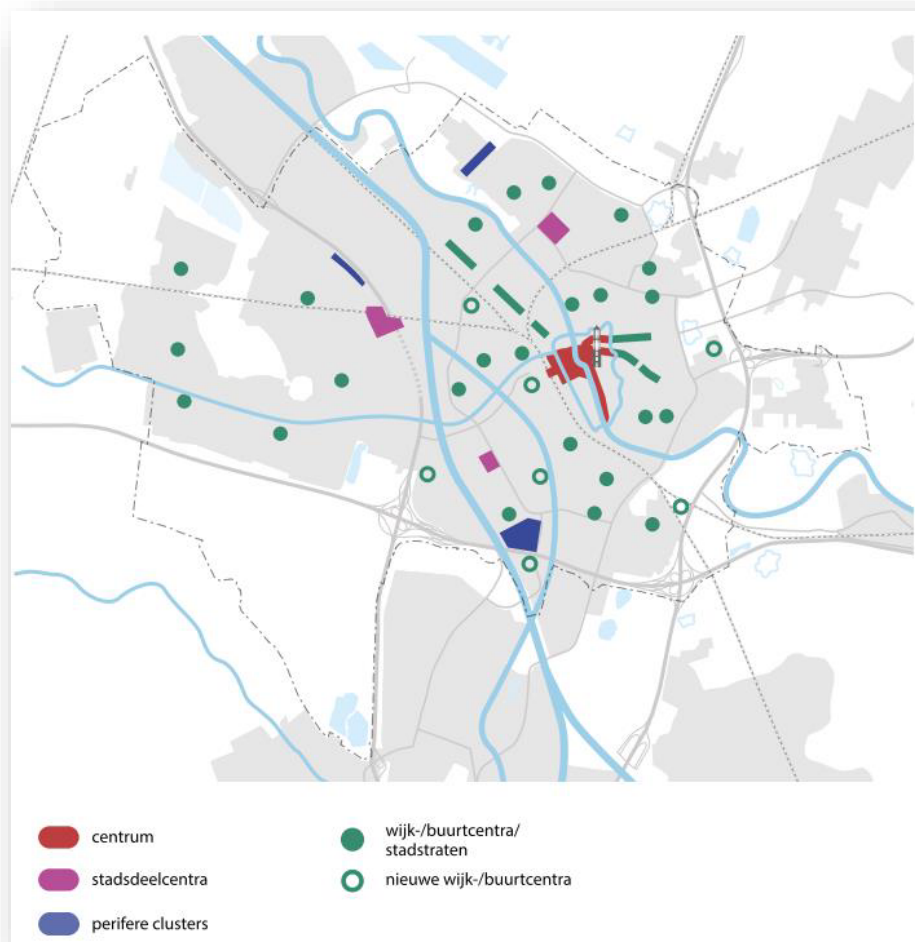 centrum
stadsdeelcentra
perifere clusters
wijk-/buurtcentra/
stadstraten
nieuwe wijk-/buurtcentra